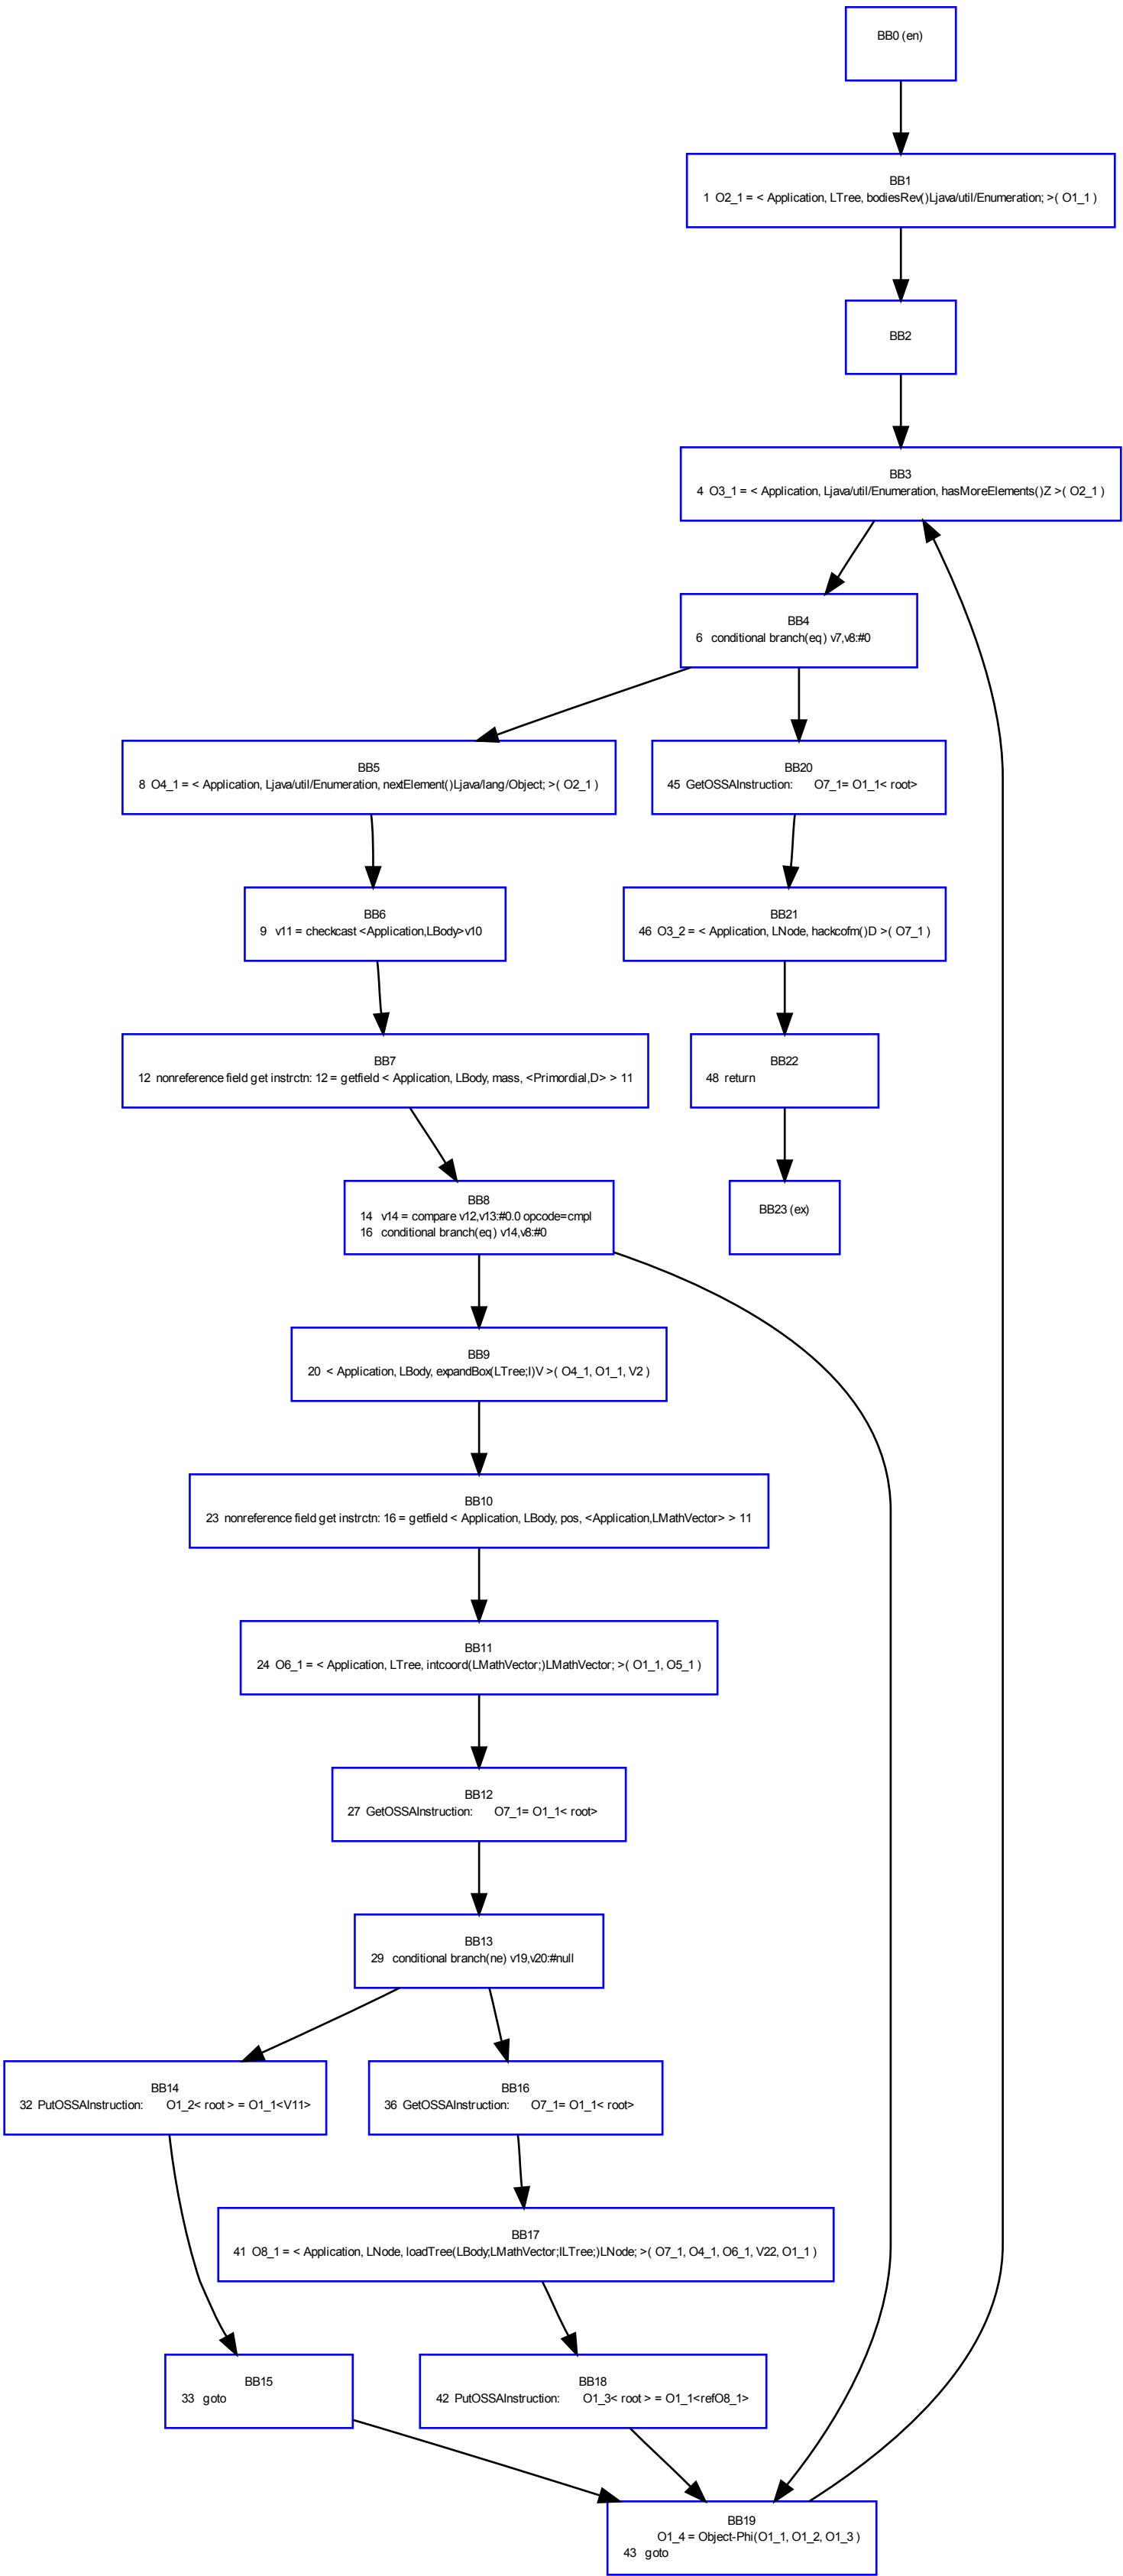 BB0 (en)
BB1
1 O2_1 = < Application, LTree, bodiesRev()Ljava/util/Enumeration; >( O1_1 )
BB2
BB3
4 O3_1 = < Application, Ljava/util/Enumeration, hasMoreElements()Z >( O2_1 )
BB4
6 conditional branch(eq) v7,v8:#0
BB5
8 O4_1 = < Application, Ljava/util/Enumeration, nextElement()Ljava/lang/Object; >( O2_1 )
BB20
45 GetOSSAInstruction: O7_1= O1_1< root>
BB6
9 v11 = checkcast <Application,LBody>v10
BB21
46 O3_2 = < Application, LNode, hackcofm()D >( O7_1 )
BB7
12 nonreference field get instrctn: 12 = getfield < Application, LBody, mass, <Primordial,D> > 11
BB22
48 return
BB8
14 v14 = compare v12,v13:#0.0 opcode=cmpl
16 conditional branch(eq) v14,v8:#0
BB23 (ex)
BB9
20 < Application, LBody, expandBox(LTree;I)V >( O4_1, O1_1, V2 )
BB10
23 nonreference field get instrctn: 16 = getfield < Application, LBody, pos, <Application,LMathVector> > 11
BB11
24 O6_1 = < Application, LTree, intcoord(LMathVector;)LMathVector; >( O1_1, O5_1 )
BB12
27 GetOSSAInstruction: O7_1= O1_1< root>
BB13
29 conditional branch(ne) v19,v20:#null
BB14
32 PutOSSAInstruction: O1_2< root > = O1_1<V11>
BB16
36 GetOSSAInstruction: O7_1= O1_1< root>
BB17
41 O8_1 = < Application, LNode, loadTree(LBody;LMathVector;ILTree;)LNode; >( O7_1, O4_1, O6_1, V22, O1_1 )
BB15
33 goto
BB18
42 PutOSSAInstruction: O1_3< root > = O1_1<refO8_1>
BB19
O1_4 = Object-Phi(O1_1, O1_2, O1_3 )
43 goto